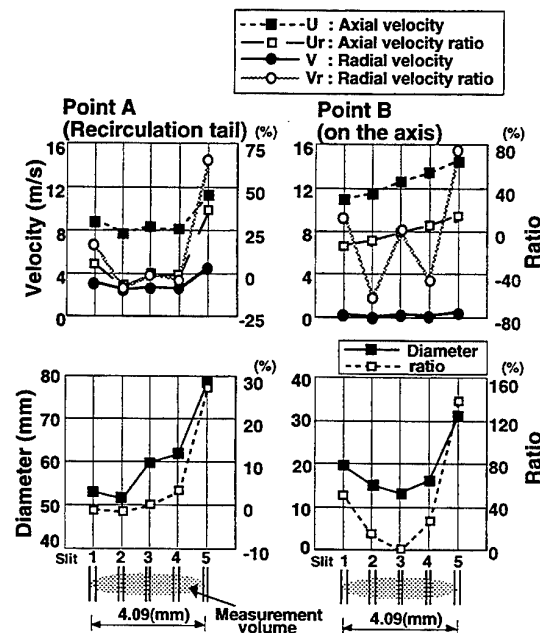 U : Axial velocity
Ur : Axial velocity ratio
V : Radial velocity
Vr : Radial velocity ratio
Point A
(Recirculation tail)
(%)
Point B
(on the axis)
(%)
Velocity (m/s)
16
12
8
4
0
75
50
25
0
-25
16
12
8
4
0
80
40
0
-40
-80
Ratio
Diameter
ratio
(%)
(%)
Diameter (mm)
80
70
60
50
40
30
20
10
0
-10
40
30
20
10
0
160
120
80
40
0
Ratio
Slit 1 2 3 4 5
1 2 3 4 5
4.09(mm)
Measurement
volume
4.09(mm)